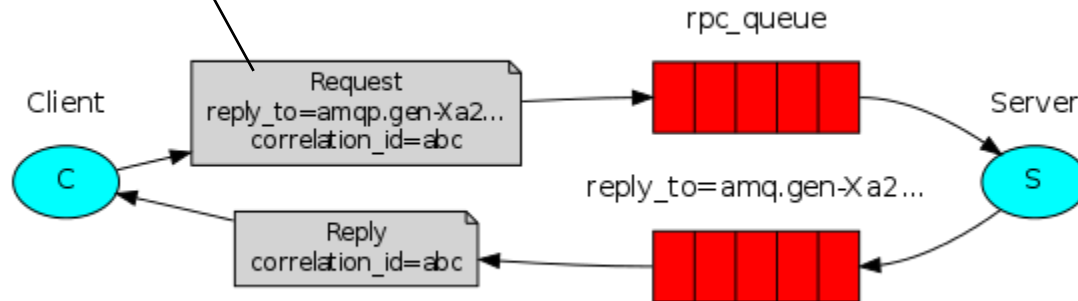 rpc_queue
Client
Request
reply_to=amqp.gen-Xa2...
correlation_id=abc
Server
C
S
reply_to=amq.gen-Xa2...
Reply
correlation_id=abc